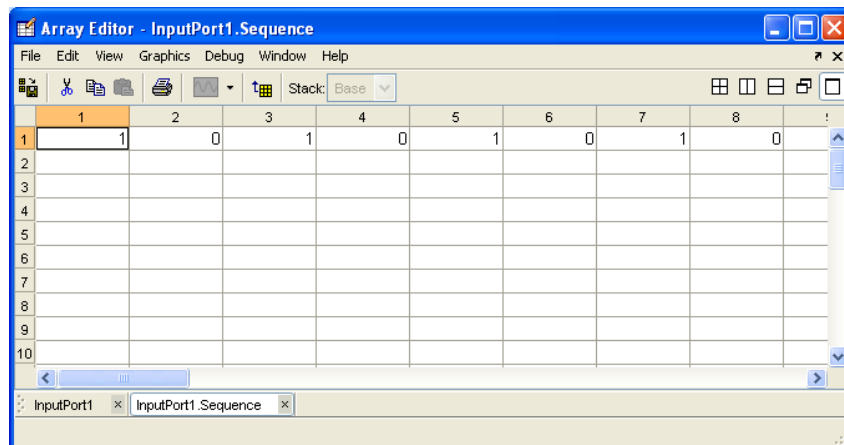 Array Editor - InputPort1.Sequence
File Edit View Graphics Debug Window Help
Stack: Base
1 2 3 4 5 6 7 8
1 1 0 1 0 1 0 1 0
2
3
4
5
6
7
8
9
10
InputPort1 InputPort1.Sequence